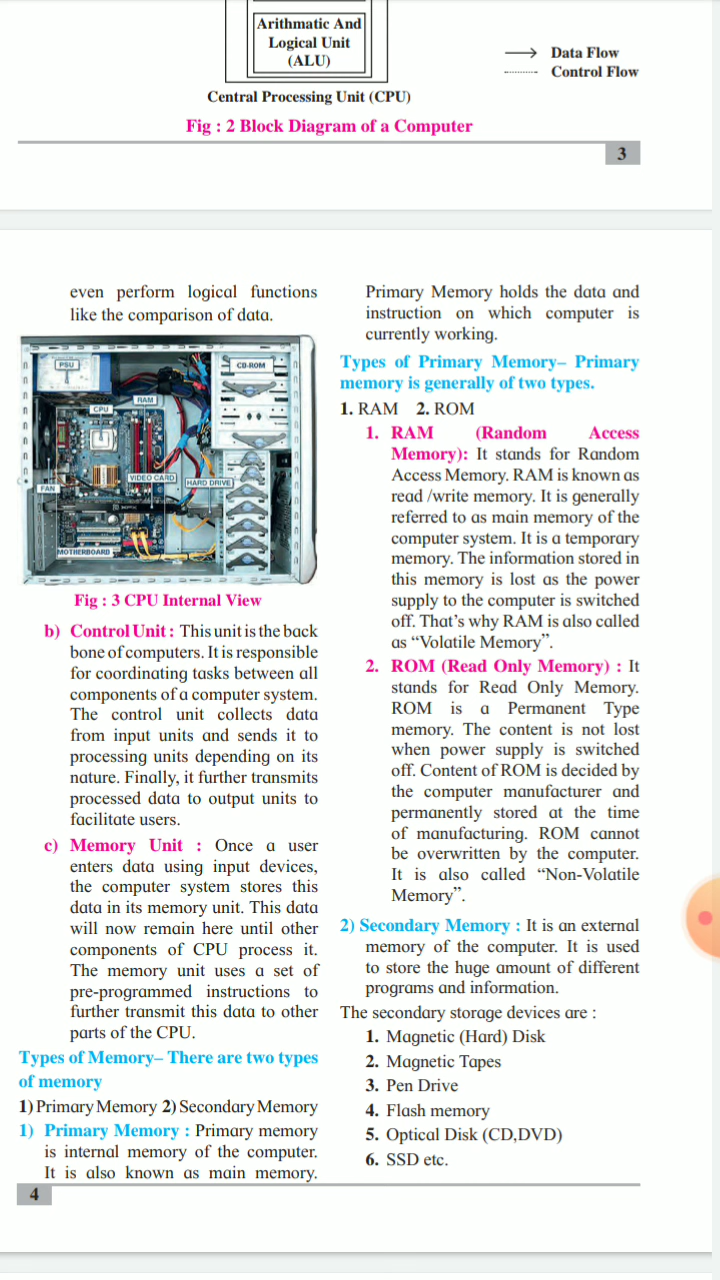 Arithmatic And
Logical Unit
(ALU)
Data Flow
Control Flow
Central Processing Unit (CPU)
Fig : 2 Block Diagram of a Computer
3
even perform logical functions
like the comparison of data.
PSU
CD-ROM
RAM
CPU
VIDEO CARD
HARD DRIVE
FAN
MOTHERBOARD
Fig : 3 CPU Internal View
b) Control Unit : This unit is the back
bone of computers. It is responsible
for coordinating tasks between all
components of a computer system.
The control unit collects data
from input units and sends it to
processing units depending on its
nature. Finally, it further transmits
processed data to output units to
facilitate users.
c) Memory Unit : Once a user
enters data using input devices,
the computer system stores this
data in its memory unit. This data
will now remain here until other
components of CPU process it.
The memory unit uses a set of
pre-programmed instructions to
further transmit this data to other
parts of the CPU.
Types of Memory– There are two types
of memory
1) Primary Memory 2) Secondary Memory
1) Primary Memory : Primary memory
is internal memory of the computer.
It is also known as main memory.
Primary Memory holds the data and
instruction on which computer is
currently working.
Types of Primary Memory– Primary
memory is generally of two types.
1. RAM 2. ROM
1. RAM (Random Access
Memory): It stands for Random
Access Memory. RAM is known as
read /write memory. It is generally
referred to as main memory of the
computer system. It is a temporary
memory. The information stored in
this memory is lost as the power
supply to the computer is switched
off. That’s why RAM is also called
as “Volatile Memory”.
2. ROM (Read Only Memory) : It
stands for Read Only Memory.
ROM is a Permanent Type
memory. The content is not lost
when power supply is switched
off. Content of ROM is decided by
the computer manufacturer and
permanently stored at the time
of manufacturing. ROM cannot
be overwritten by the computer.
It is also called “Non-Volatile
Memory”.
2) Secondary Memory : It is an external
memory of the computer. It is used
to store the huge amount of different
programs and information.
The secondary storage devices are :
1. Magnetic (Hard) Disk
2. Magnetic Tapes
3. Pen Drive
4. Flash memory
5. Optical Disk (CD,DVD)
6. SSD etc.
4